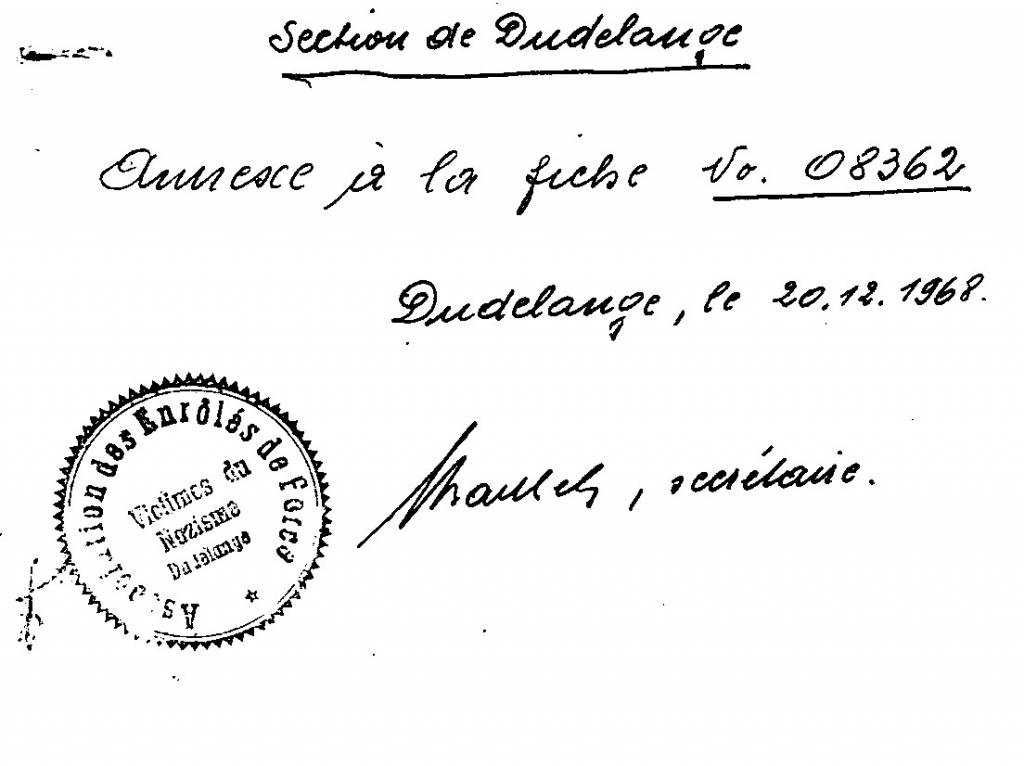 Section de Dudelange
Annexe à la fiche No. 08362
Dudelange, le 20.12.1968.
, secrétaire.
Association des Enrôlés de Force
Victimes du
Nazisme
Dudelange